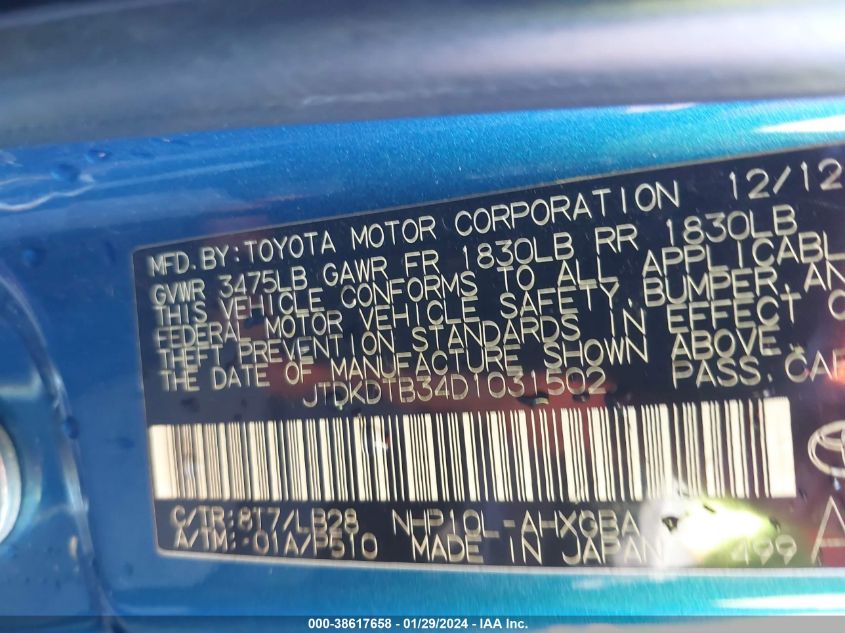 MFD. BY: TOYOTA MOTOR CORPORATION 12/12
GVWR 3475LB GAWR FR 1830LB RR 1830LB
THIS VEHICLE CONFORMS TO ALL APPLICABL
FEDERAL MOTOR VEHICLE SAFETY, BUMPER, AN
THEFT PREVENTION STANDARDS IN EFFECT O
THE DATE OF MANUFACTURE SHOWN ABOVE.
JTDKDTB34D1031502 PASS. CAR
C/TR: 8T7/LB28 NHP10L-AHXGBA
A/TM: -01A/P510 MADE IN JAPAN 499
000-38617658 - 01/29/2024 - IAA Inc.